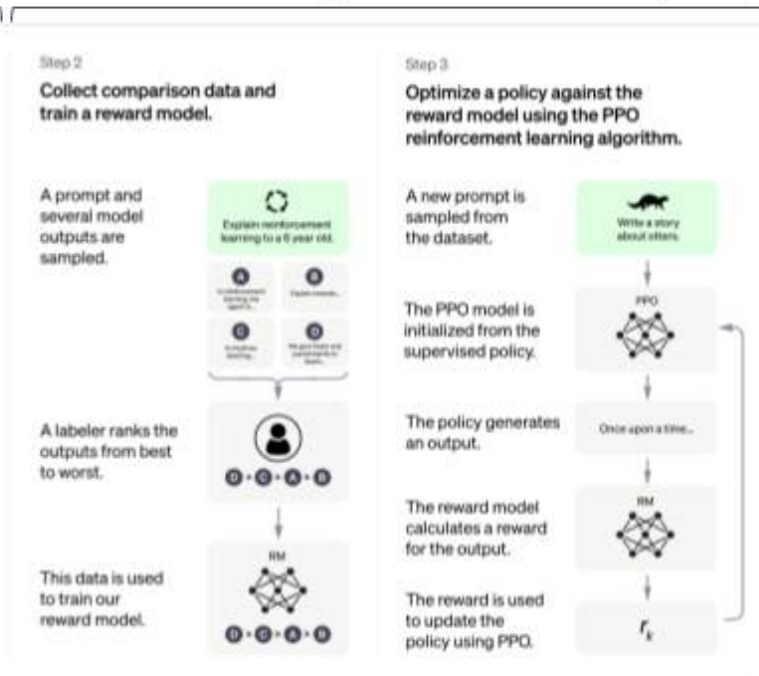 Step 2
Collect comparison data and
train a reward model.
A prompt and
several model
outputs are
sampled.
Explain reinforcement
learning to a 6 year old.
A
B
C
D
A labeler ranks the
outputs from best
to worst.
D > C > A > B
RM
This data is used
to train our
reward model.
D > C > A > B
Step 3
Optimize a policy against the
reward model using the PPO
reinforcement learning algorithm.
A new prompt is
sampled from
the dataset.
Write a story
about otters.
PPO
The PPO model is
initialized from the
supervised policy.
The policy generates
an output.
Once upon a time...
RM
The reward model
calculates a reward
for the output.
The reward is used
to update the
policy using PPO.
rk